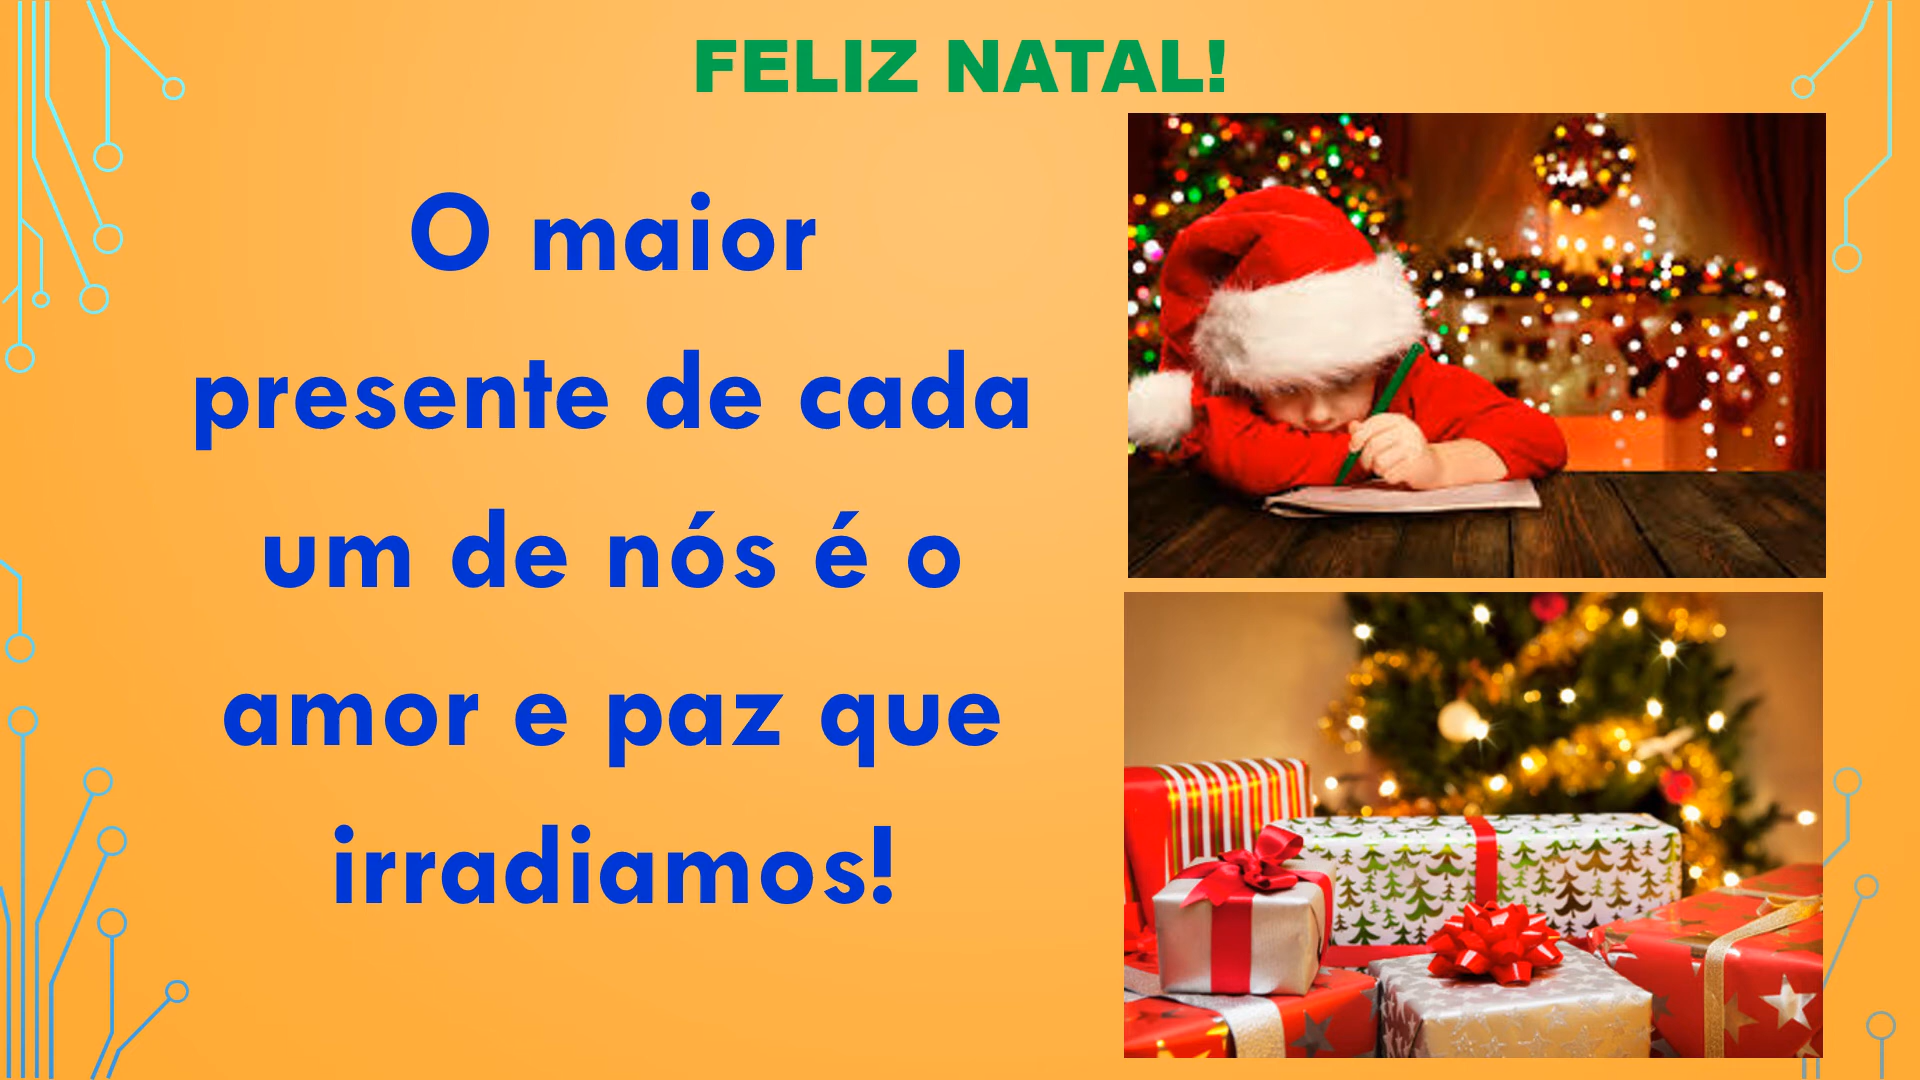 FELIZ NATAL!
O maior
presente de cada
um de nós é o
amor e paz que
irradiamos!